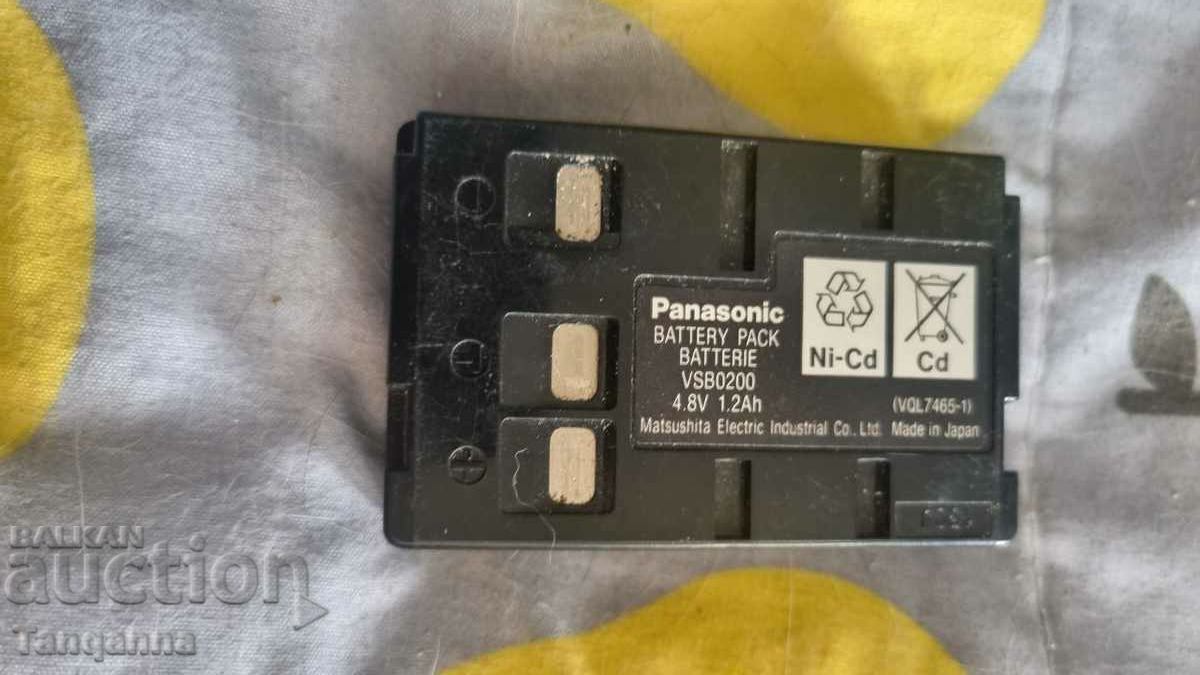 Panasonic
BATTERY PACK
BATTERIE
VSB0200
4.8V 1.2Ah
Matsushita Electric Industrial Co., Ltd. Made in Japan
(VQL7465-1)
Ni-Cd
Cd
T
BALKAN
auction
Tanqanna